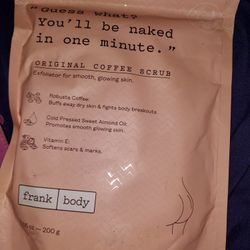 "Guess what?
You'll be naked
in one minute."
ORIGINAL COFFEE SCRUB
Exfoliator for smooth, glowing skin.
Robusta Coffee:
Buffs away dry skin & fights body breakouts
Cold Pressed Sweet Almond Oil:
Promotes smooth, glowing skin.
Vitamin E:
Softens scars & marks.
frank body
oz - 200 g